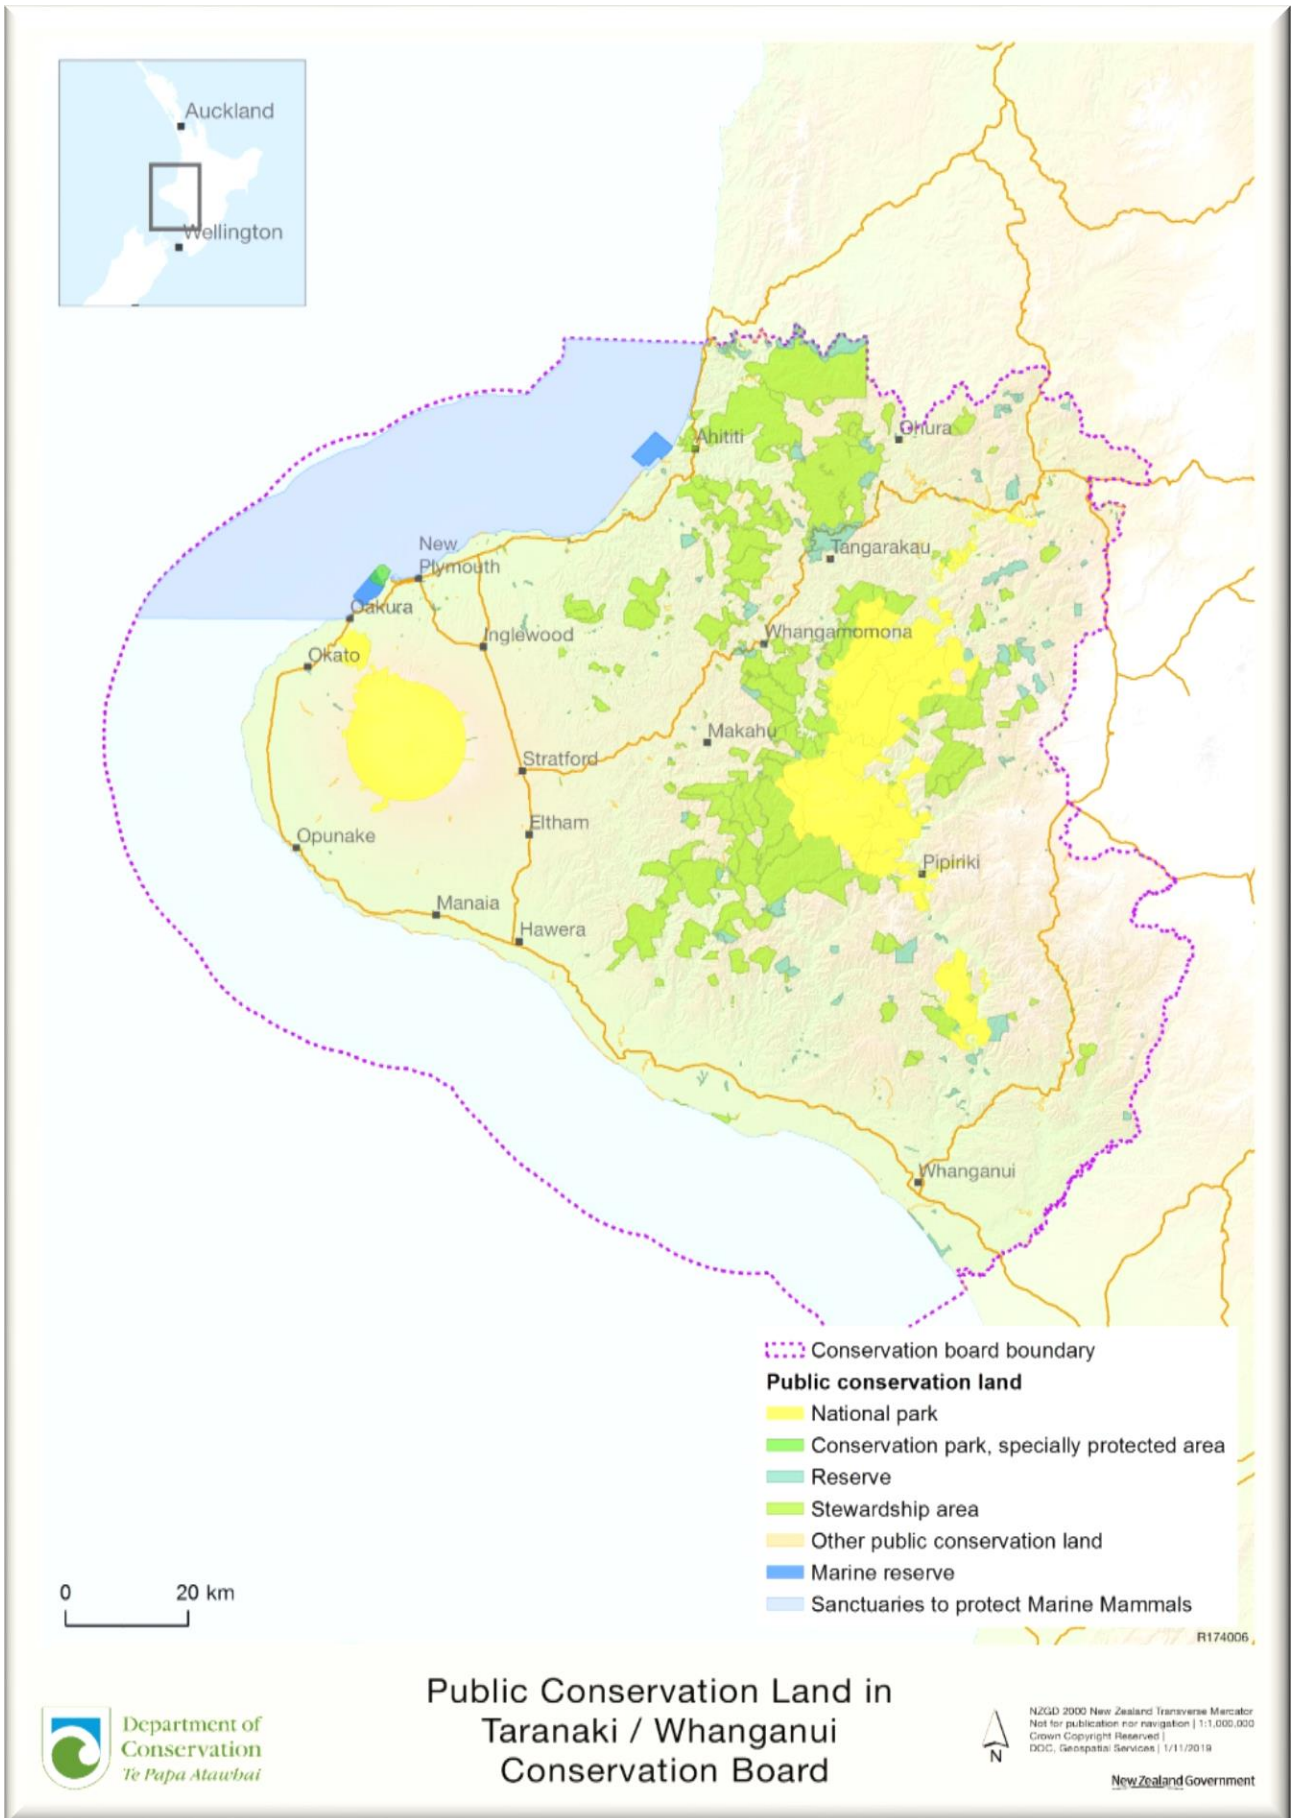 Auckland
Wellington
Ahititi
Ohura
New
Plymouth
Tangarakau
Oakura
Inglewood
Whangamomona
Okato
Makahu
Stratford
Eltham
Opunake
Pipiriki
Manaia
Hawera
Whanganui
Conservation board boundary
Public conservation land
National park
Conservation park, specially protected area
Reserve
Stewardship area
Other public conservation land
Marine reserve
Sanctuaries to protect Marine Mammals
0 20 km
R174006
Public Conservation Land in
Taranaki / Whanganui
Conservation Board
Department of
Conservation
Te Papa Atawhai
N
NZGD 2000 New Zealand Transverse Mercator
Not for publication nor navigation | 1:1,000,000
Crown Copyright Reserved |
DOC, Geospatial Services | 1/11/2019
New Zealand Government